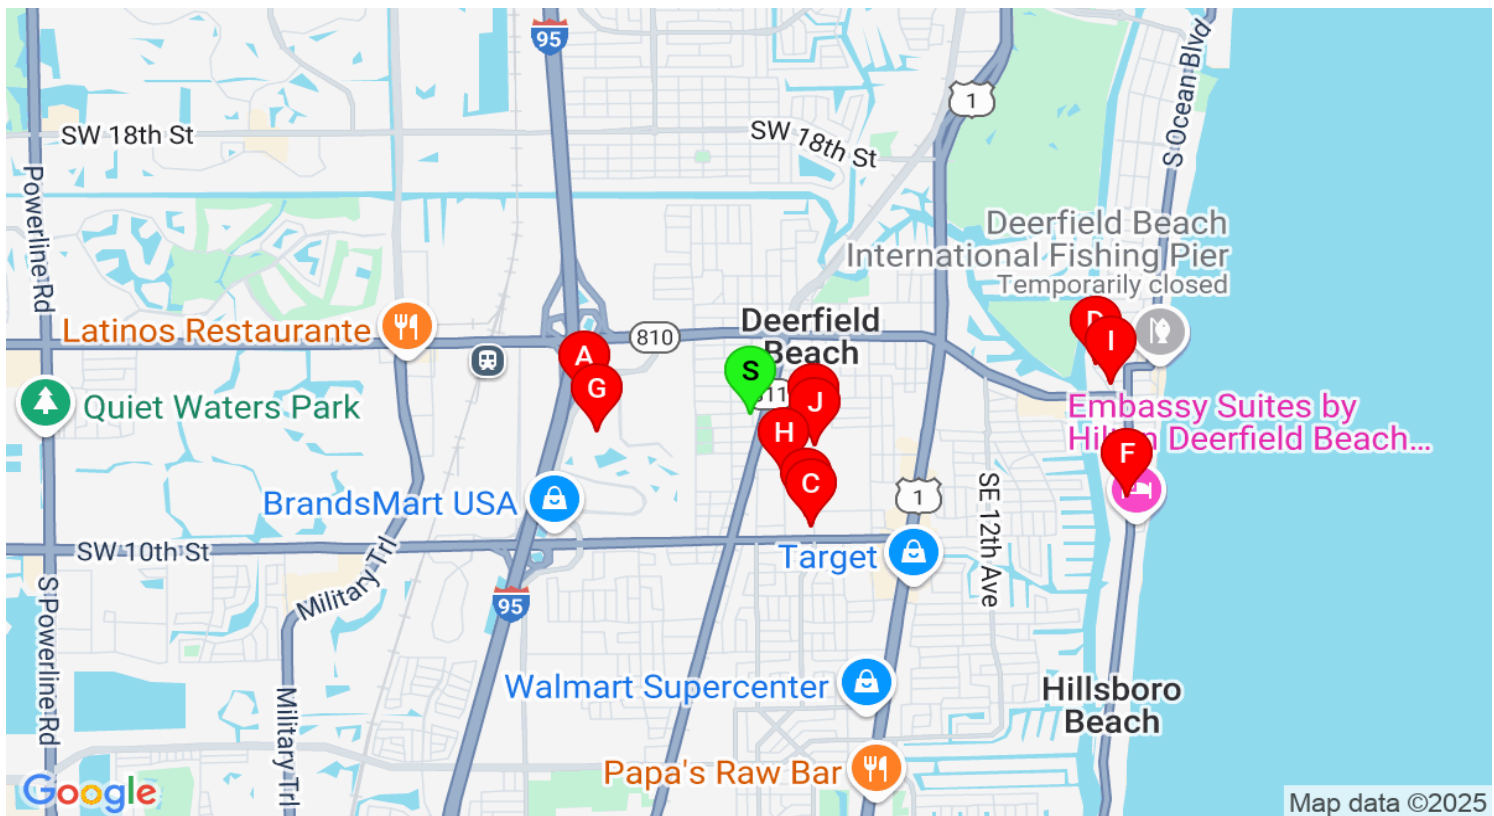 95
1
S Ocean Blvd
SW 18th St
SW 18th St
Powerline Rd
Deerfield Beach
International Fishing Pier
Temporarily closed
Latinos Restaurante
810
Deerfield
Beach
D
I
A
G
S
J
H
C
Quiet Waters Park
Embassy Suites by
Deerfield Beach...
F
BrandsMart USA
1
SE 12th Ave
SW 10th St
Military Trl
Target
95
S Powerline Rd
Walmart Supercenter
Hillsboro
Beach
Military Trl
Papa's Raw Bar
Google
Map data ©2025